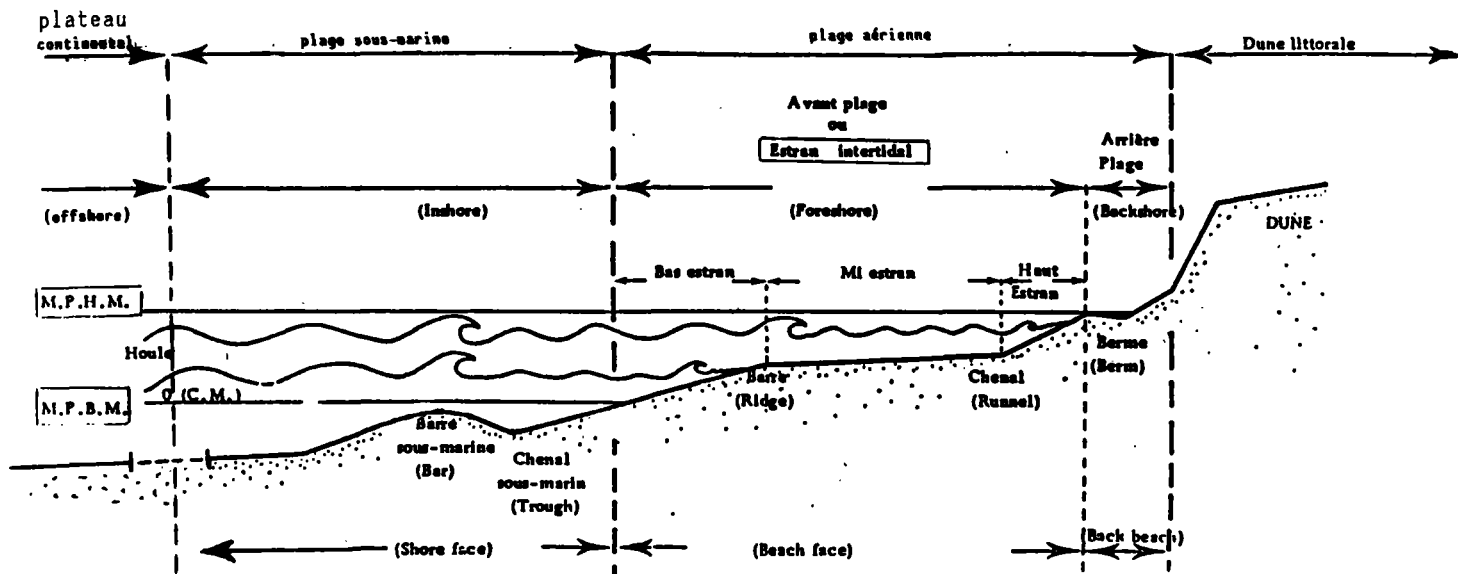 plateau
continental
plage sous-marine
plage aérienne
Dune littorale
Avant plage
ou
Estran intertidal
Arrière
Plage
(offshore)
(Inshore)
(Foreshore)
(Backshore)
DUNE
Bas estran
Mi estran
Haut
Estran
M.P.H.M.
Houle
Berme
(Berm)
Barre
(Ridge)
Chenal
(Runnel)
0 (C.M.)
M.P.B.M.
Barre
sous-marine
(Bar)
Chenal
sous-marin
(Trough)
(Shore face)
(Beach face)
(Back beach)